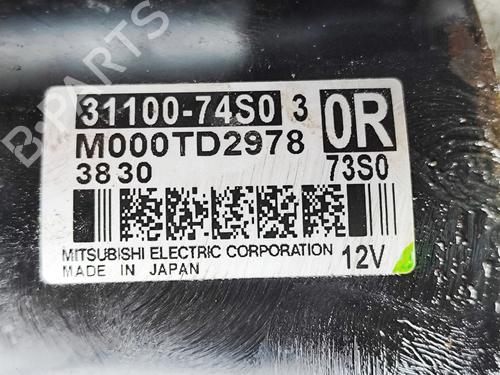 B-PARTS
31100-74S0 3 0R
M000TD2978
3830 73S0
MITSUBISHI ELECTRIC CORPORATION 12V
MADE IN JAPAN